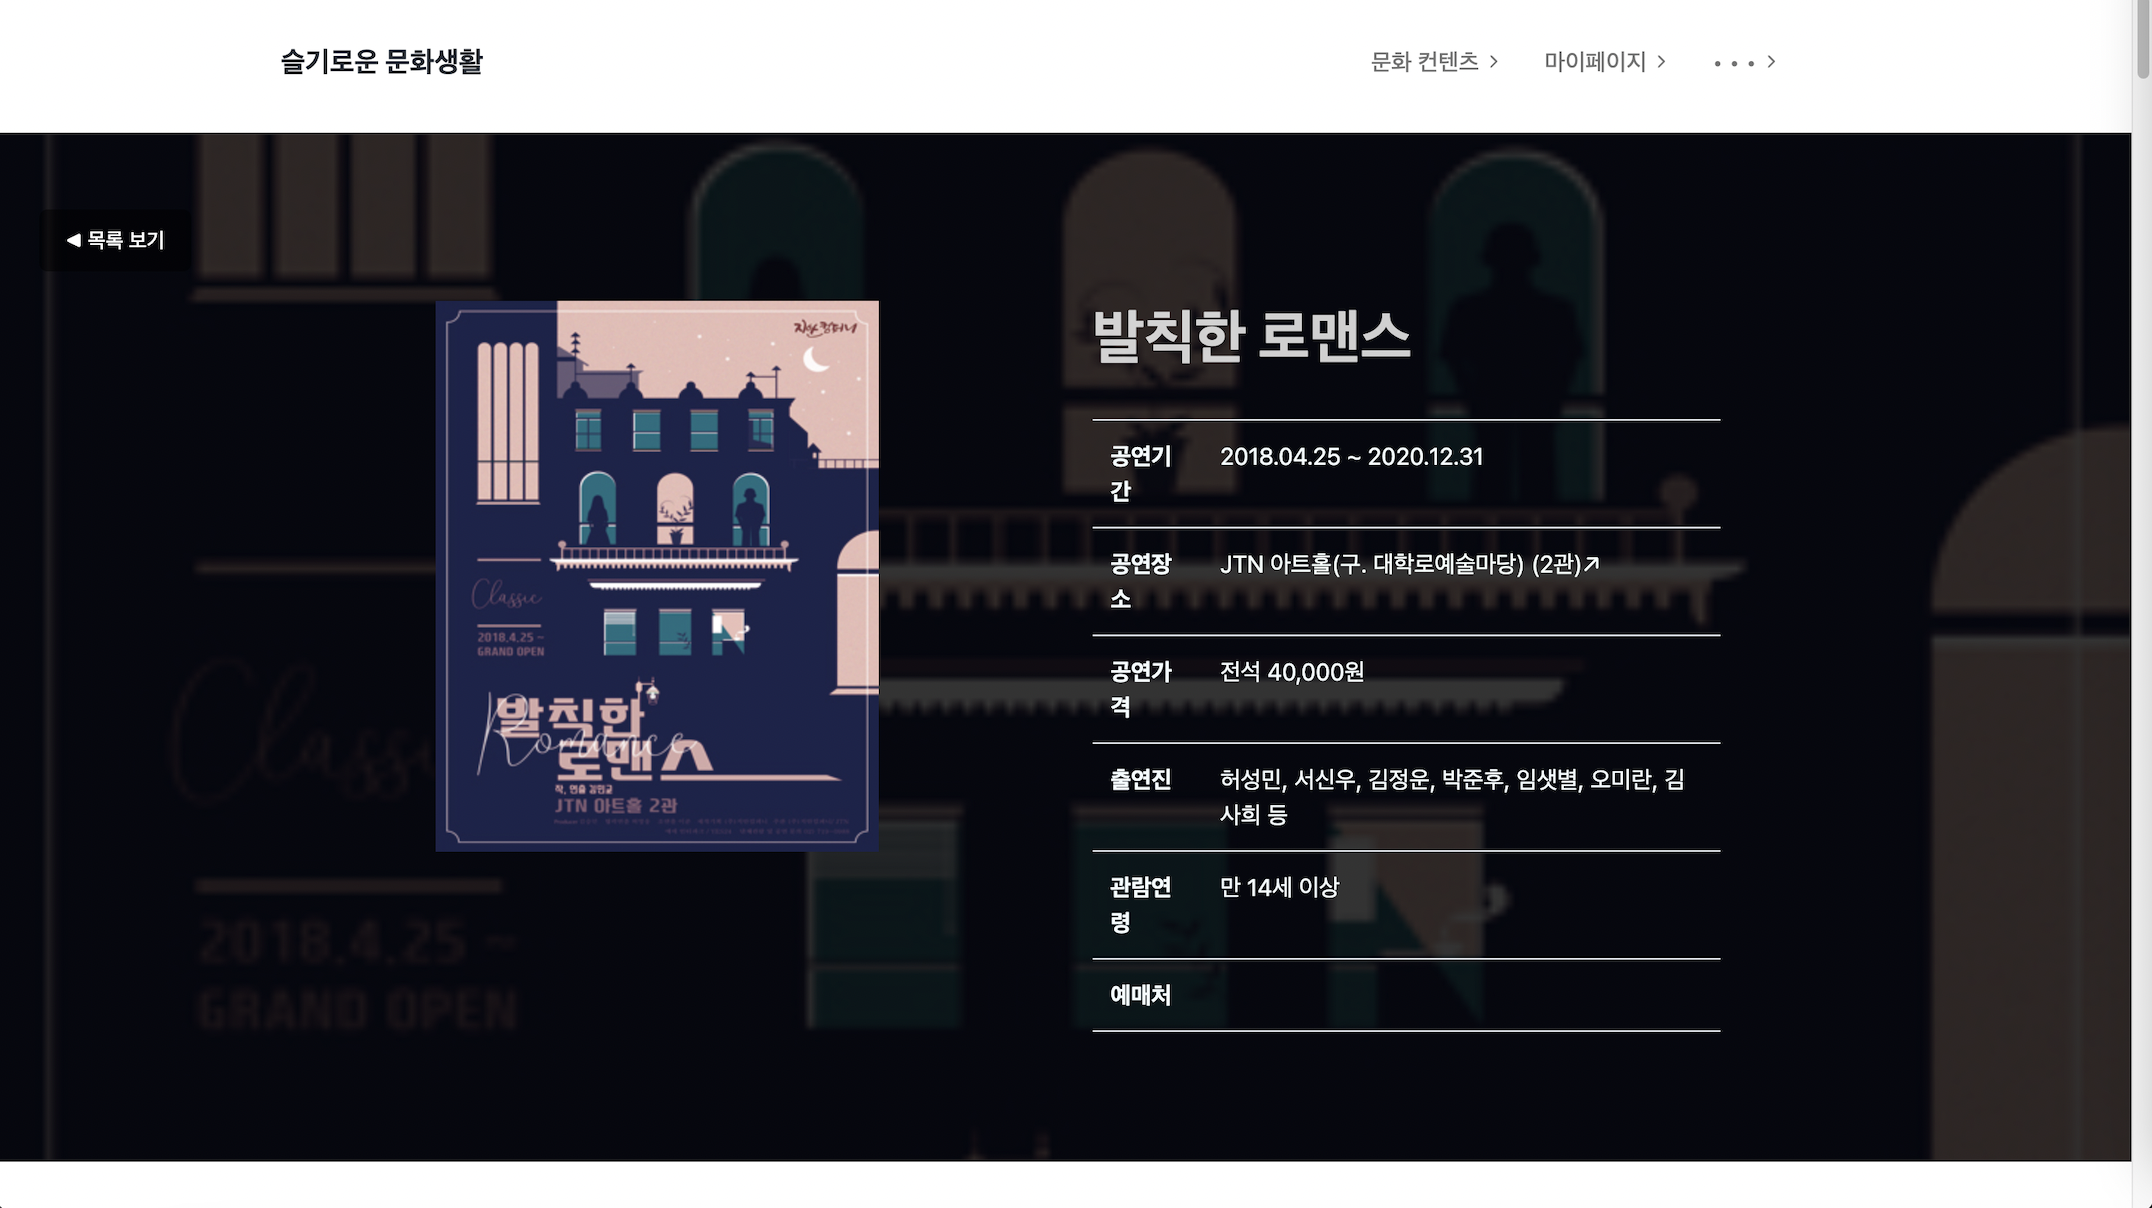 슬기로운 문화생활
문화 컨텐츠
마이페이지
...
◀ 목록 보기
발칙한 로맨스
공연기
간
2018.04.25 ~ 2020.12.31
공연장
소
JTN 아트홀(구. 대학로예술마당) (2관)↗
공연가
격
전석 40,000원
출연진
허성민, 서신우, 김정운, 박준후, 임샛별, 오미란, 김
사희 등
관람연
령
만 14세 이상
예매처
Classic
2018.4.25 ~
GRAND OPEN
발칙한
Romance
로맨스
작, 연출 김민교
JTN 아트홀 2관
Classic
2018.4.25 ~
GRAND OPEN